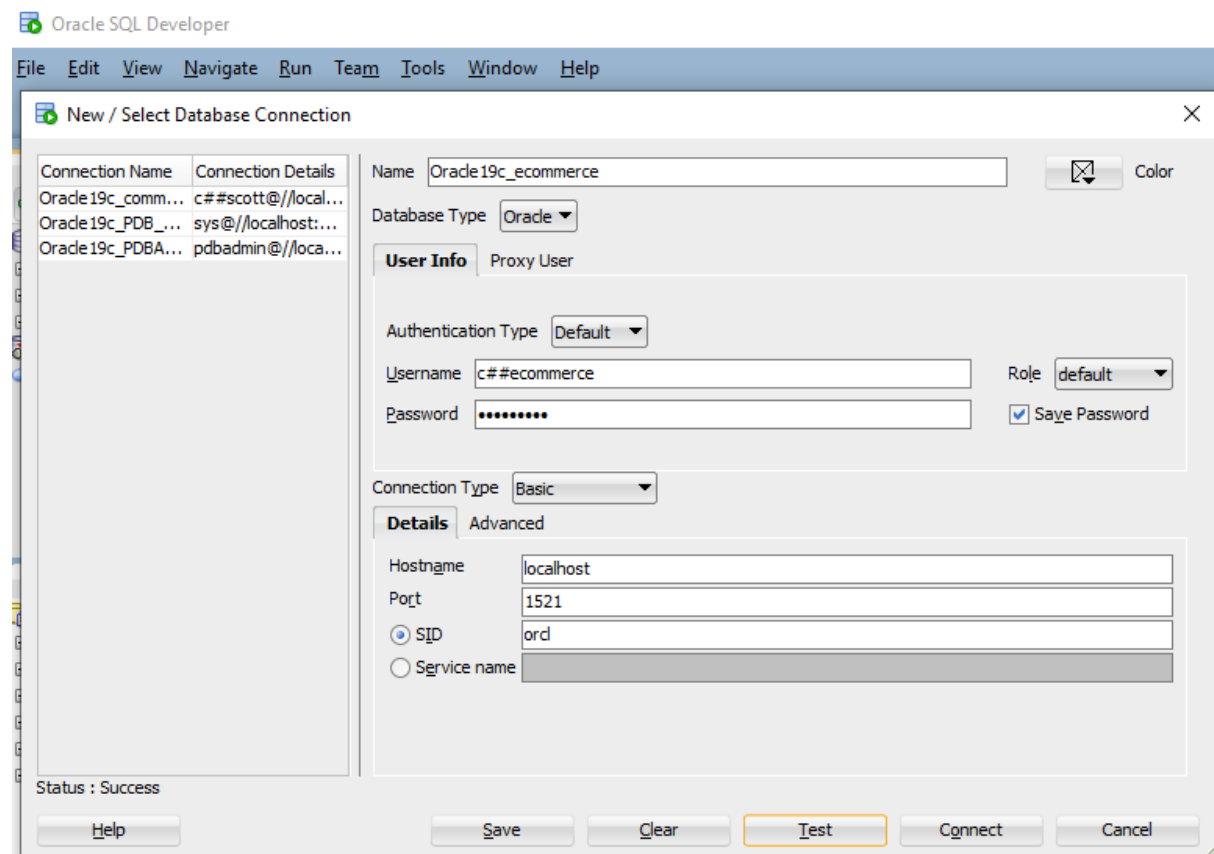 Oracle SQL Developer
File Edit View Navigate Run Team Tools Window Help
New / Select Database Connection
Connection Name Connection Details
Oracle19c_comm... c##scott@//local...
Oracle19c_PDB_... sys@//localhost:...
Oracle19c_PDBA... pdbadmin@//loca...
Name Oracle19c_ecommerce Color
Database Type Oracle
User Info Proxy User
Authentication Type Default
Username c##ecommerce Role default
Password ••••••••• Save Password
Connection Type Basic
Details Advanced
Hostname localhost
Port 1521
SID orcl
Service name
Status : Success
Help Save Clear Test Connect Cancel